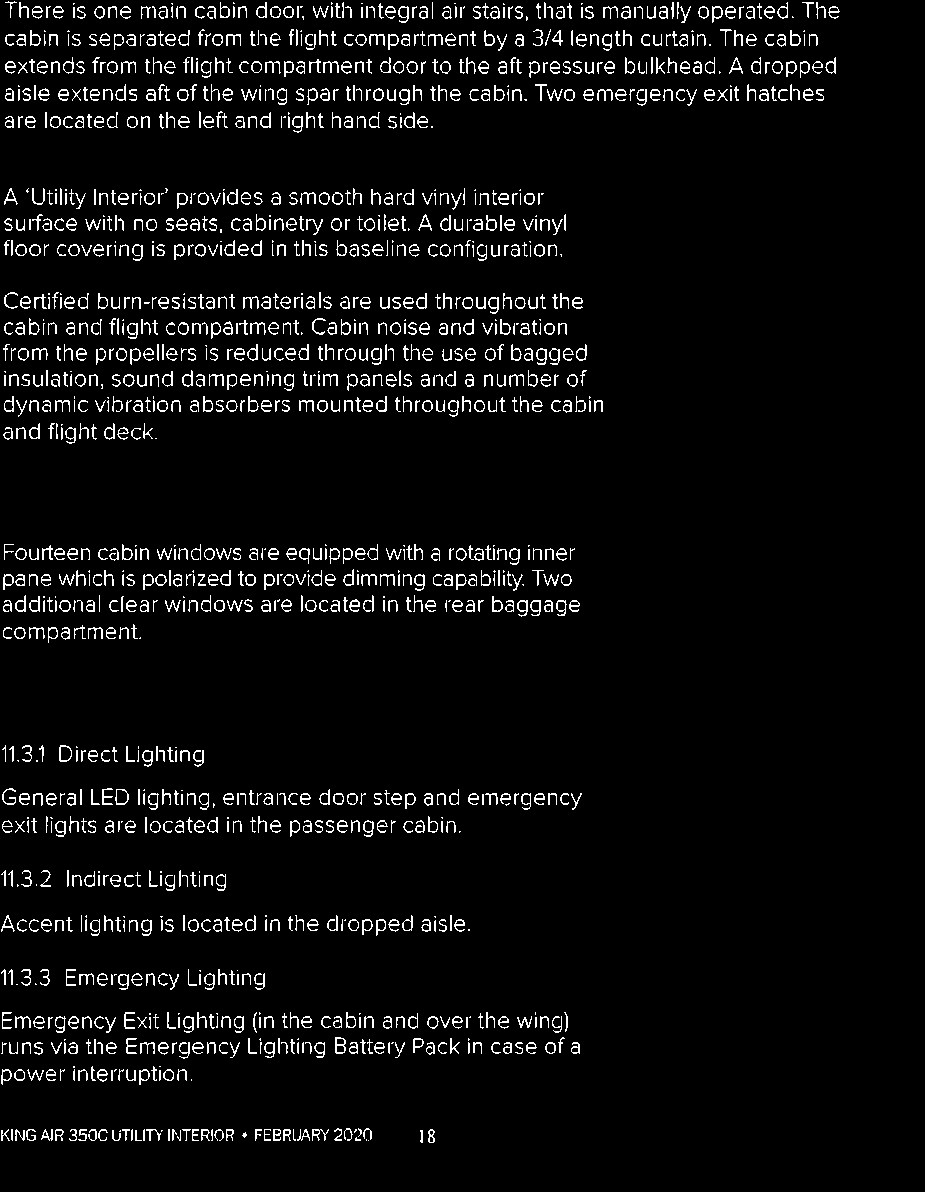 There is one main cabin door, with integral air stairs, that is manually operated. The
cabin is separated from the flight compartment by a 3/4 length curtain. The cabin
extends from the flight compartment door to the aft pressure bulkhead. A dropped
aisle extends aft of the wing spar through the cabin. Two emergency exit hatches
are located on the left and right hand side.
A 'Utility Interior' provides a smooth hard vinyl interior
surface with no seats, cabinetry or toilet. A durable vinyl
floor covering is provided in this baseline configuration.
Certified burn-resistant materials are used throughout the
cabin and flight compartment. Cabin noise and vibration
from the propellers is reduced through the use of bagged
insulation, sound dampening trim panels and a number of
dynamic vibration absorbers mounted throughout the cabin
and flight deck.
Fourteen cabin windows are equipped with a rotating inner
pane which is polarized to provide dimming capability. Two
additional clear windows are located in the rear baggage
compartment.
11.3.1 Direct Lighting
General LED lighting, entrance door step and emergency
exit lights are located in the passenger cabin.
11.3.2 Indirect Lighting
Accent lighting is located in the dropped aisle.
11.3.3 Emergency Lighting
Emergency Exit Lighting (in the cabin and over the wing)
runs via the Emergency Lighting Battery Pack in case of a
power interruption.
KING AIR 350C UTILITY INTERIOR • FEBRUARY 2020 18